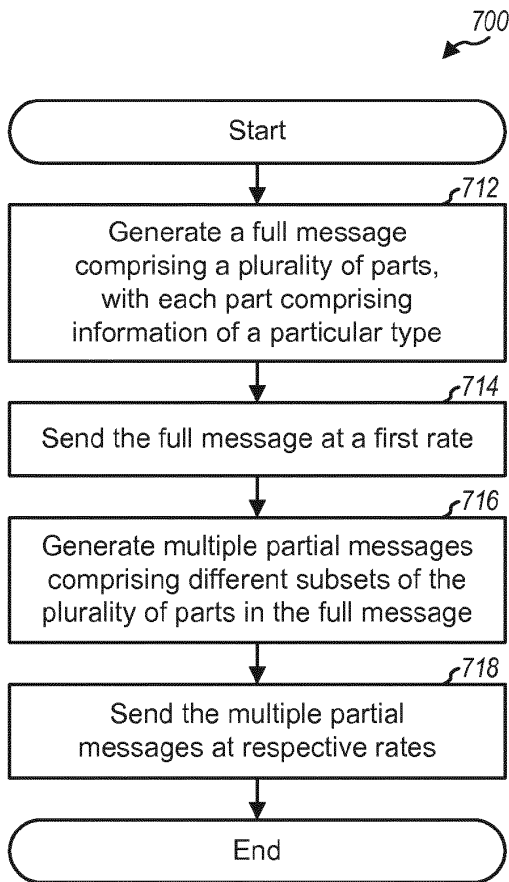 700
Start
712
Generate a full message
comprising a plurality of parts,
with each part comprising
information of a particular type
714
Send the full message at a first rate
716
Generate multiple partial messages
comprising different subsets of the
plurality of parts in the full message
718
Send the multiple partial
messages at respective rates
End